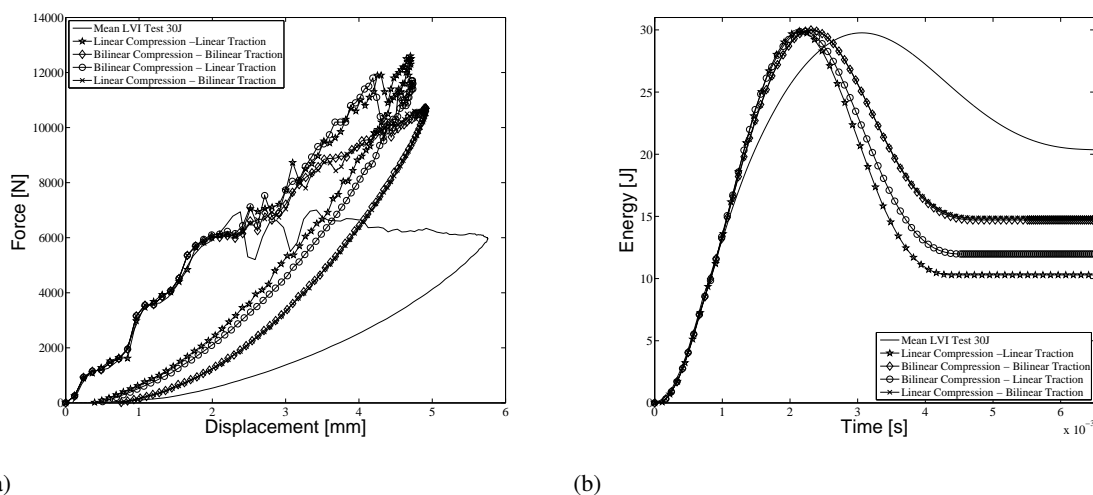 14000
12000
10000
8000
6000
4000
2000
0
Force [N]
Mean LVI Test 30J
Linear Compression –Linear Traction
Bilinear Compression – Bilinear Traction
Bilinear Compression – Linear Traction
Linear Compression – Bilinear Traction
0 1 2 3 4 5 6
Displacement [mm]
a)
30
25
20
15
10
5
0
Energy [J]
Mean LVI Test 30J
Linear Compression –Linear Traction
Bilinear Compression – Bilinear Traction
Bilinear Compression – Linear Traction
Linear Compression – Bilinear Traction
0 1 2 3 4 5 6
Time [s]
x 10⁻³
(b)